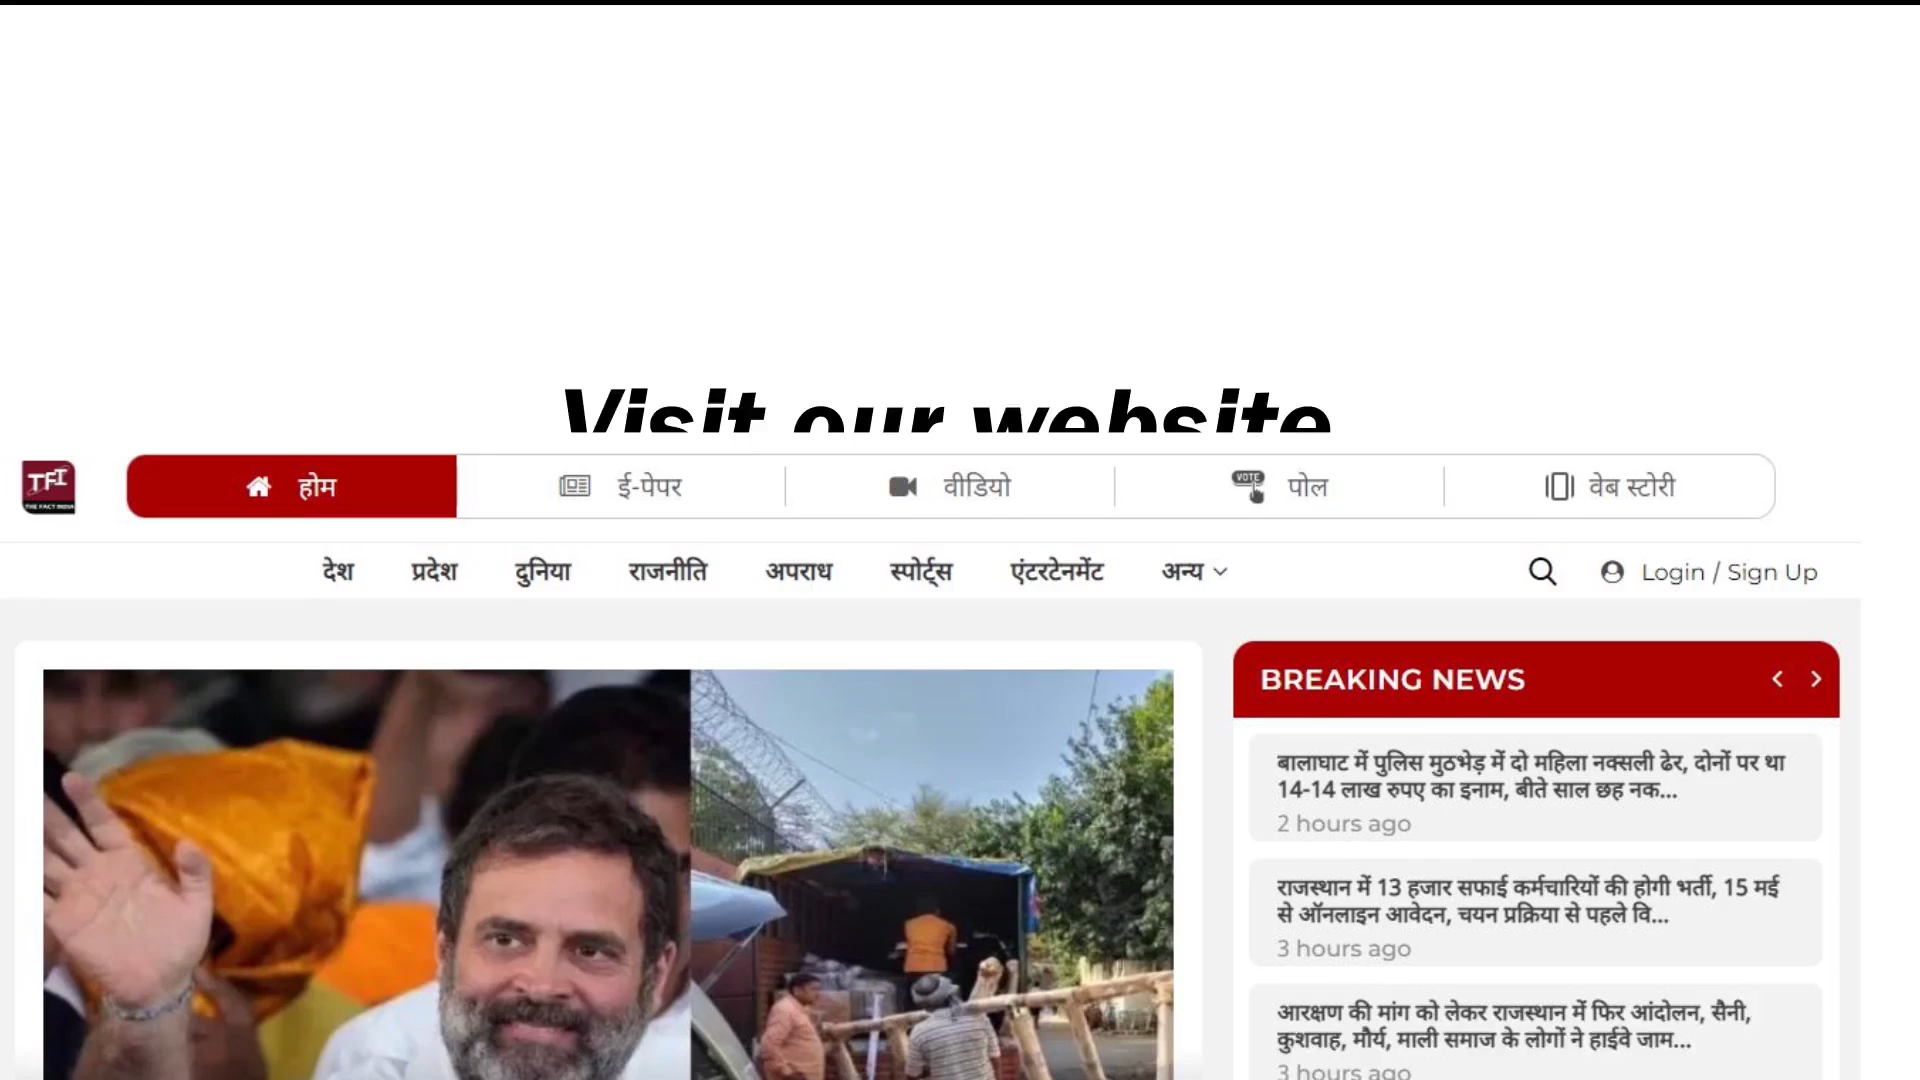 Visit our website
TFI
THE FACT INDIA
होम
ई-पेपर
वीडियो
VOTE
पोल
वेब स्टोरी
देश
प्रदेश
दुनिया
राजनीति
अपराध
स्पोर्ट्स
एंटरटेनमेंट
अन्य
Login / Sign Up
BREAKING NEWS
बालाघाट में पुलिस मुठभेड़ में दो महिला नक्सली ढेर, दोनों पर था
14-14 लाख रुपए का इनाम, बीते साल छह नक...
2 hours ago
राजस्थान में 13 हजार सफाई कर्मचारियों की होगी भर्ती, 15 मई
से ऑनलाइन आवेदन, चयन प्रक्रिया से पहले वि...
3 hours ago
आरक्षण की मांग को लेकर राजस्थान में फिर आंदोलन, सैनी,
कुशवाह, मौर्य, माली समाज के लोगों ने हाईवे जाम...
3 hours ago